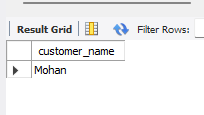 Result Grid Filter Rows:
customer_name
Mohan